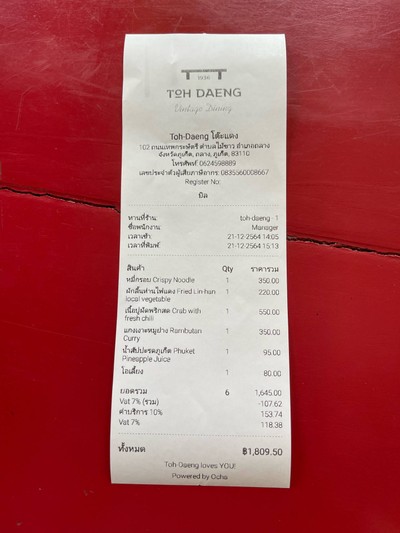 1936
TOH DAENG
Vintage Dining
Toh-Daeng โต๊ะแดง
102 ถนนเทพกระษัตรี ตำบลไม้ขาว อำเภอถลาง
จังหวัดภูเก็ต, ถลาง, ภูเก็ต, 83110
โทรศัพท์: 0624598889
เลขประจำตัวผู้เสียภาษีอากร: 0835560008667
Register No:
บิล
ทานที่ร้าน toh-daeng - 1
ชื่อพนักงาน: Manager
เวลาเข้า: 21-12-2564 14:05
เวลาที่พิมพ์: 21-12-2564 15:13
สินค้า Qty ราคารวม
หมี่กรอบ Crispy Noodle 1 350.00
ผักลิ้นห่านไฟแดง Fried Lin-han 1 220.00
local vegetable
เนื้อปูผัดพริกสด Crab with 1 550.00
fresh chili
แกงเงาะหมูย่าง Rambutan 1 350.00
Curry
น้ำสัปปะรดภูเก็ต Phuket 1 95.00
Pineapple Juice
โอเลี้ยง 1 80.00
ยอดรวม 6 1,645.00
Vat 7% (รวม) -107.62
ค่าบริการ 10% 153.74
Vat 7% 118.38
ทั้งหมด ฿1,809.50
Toh Daeng loves YOU!
Powered by Ocha